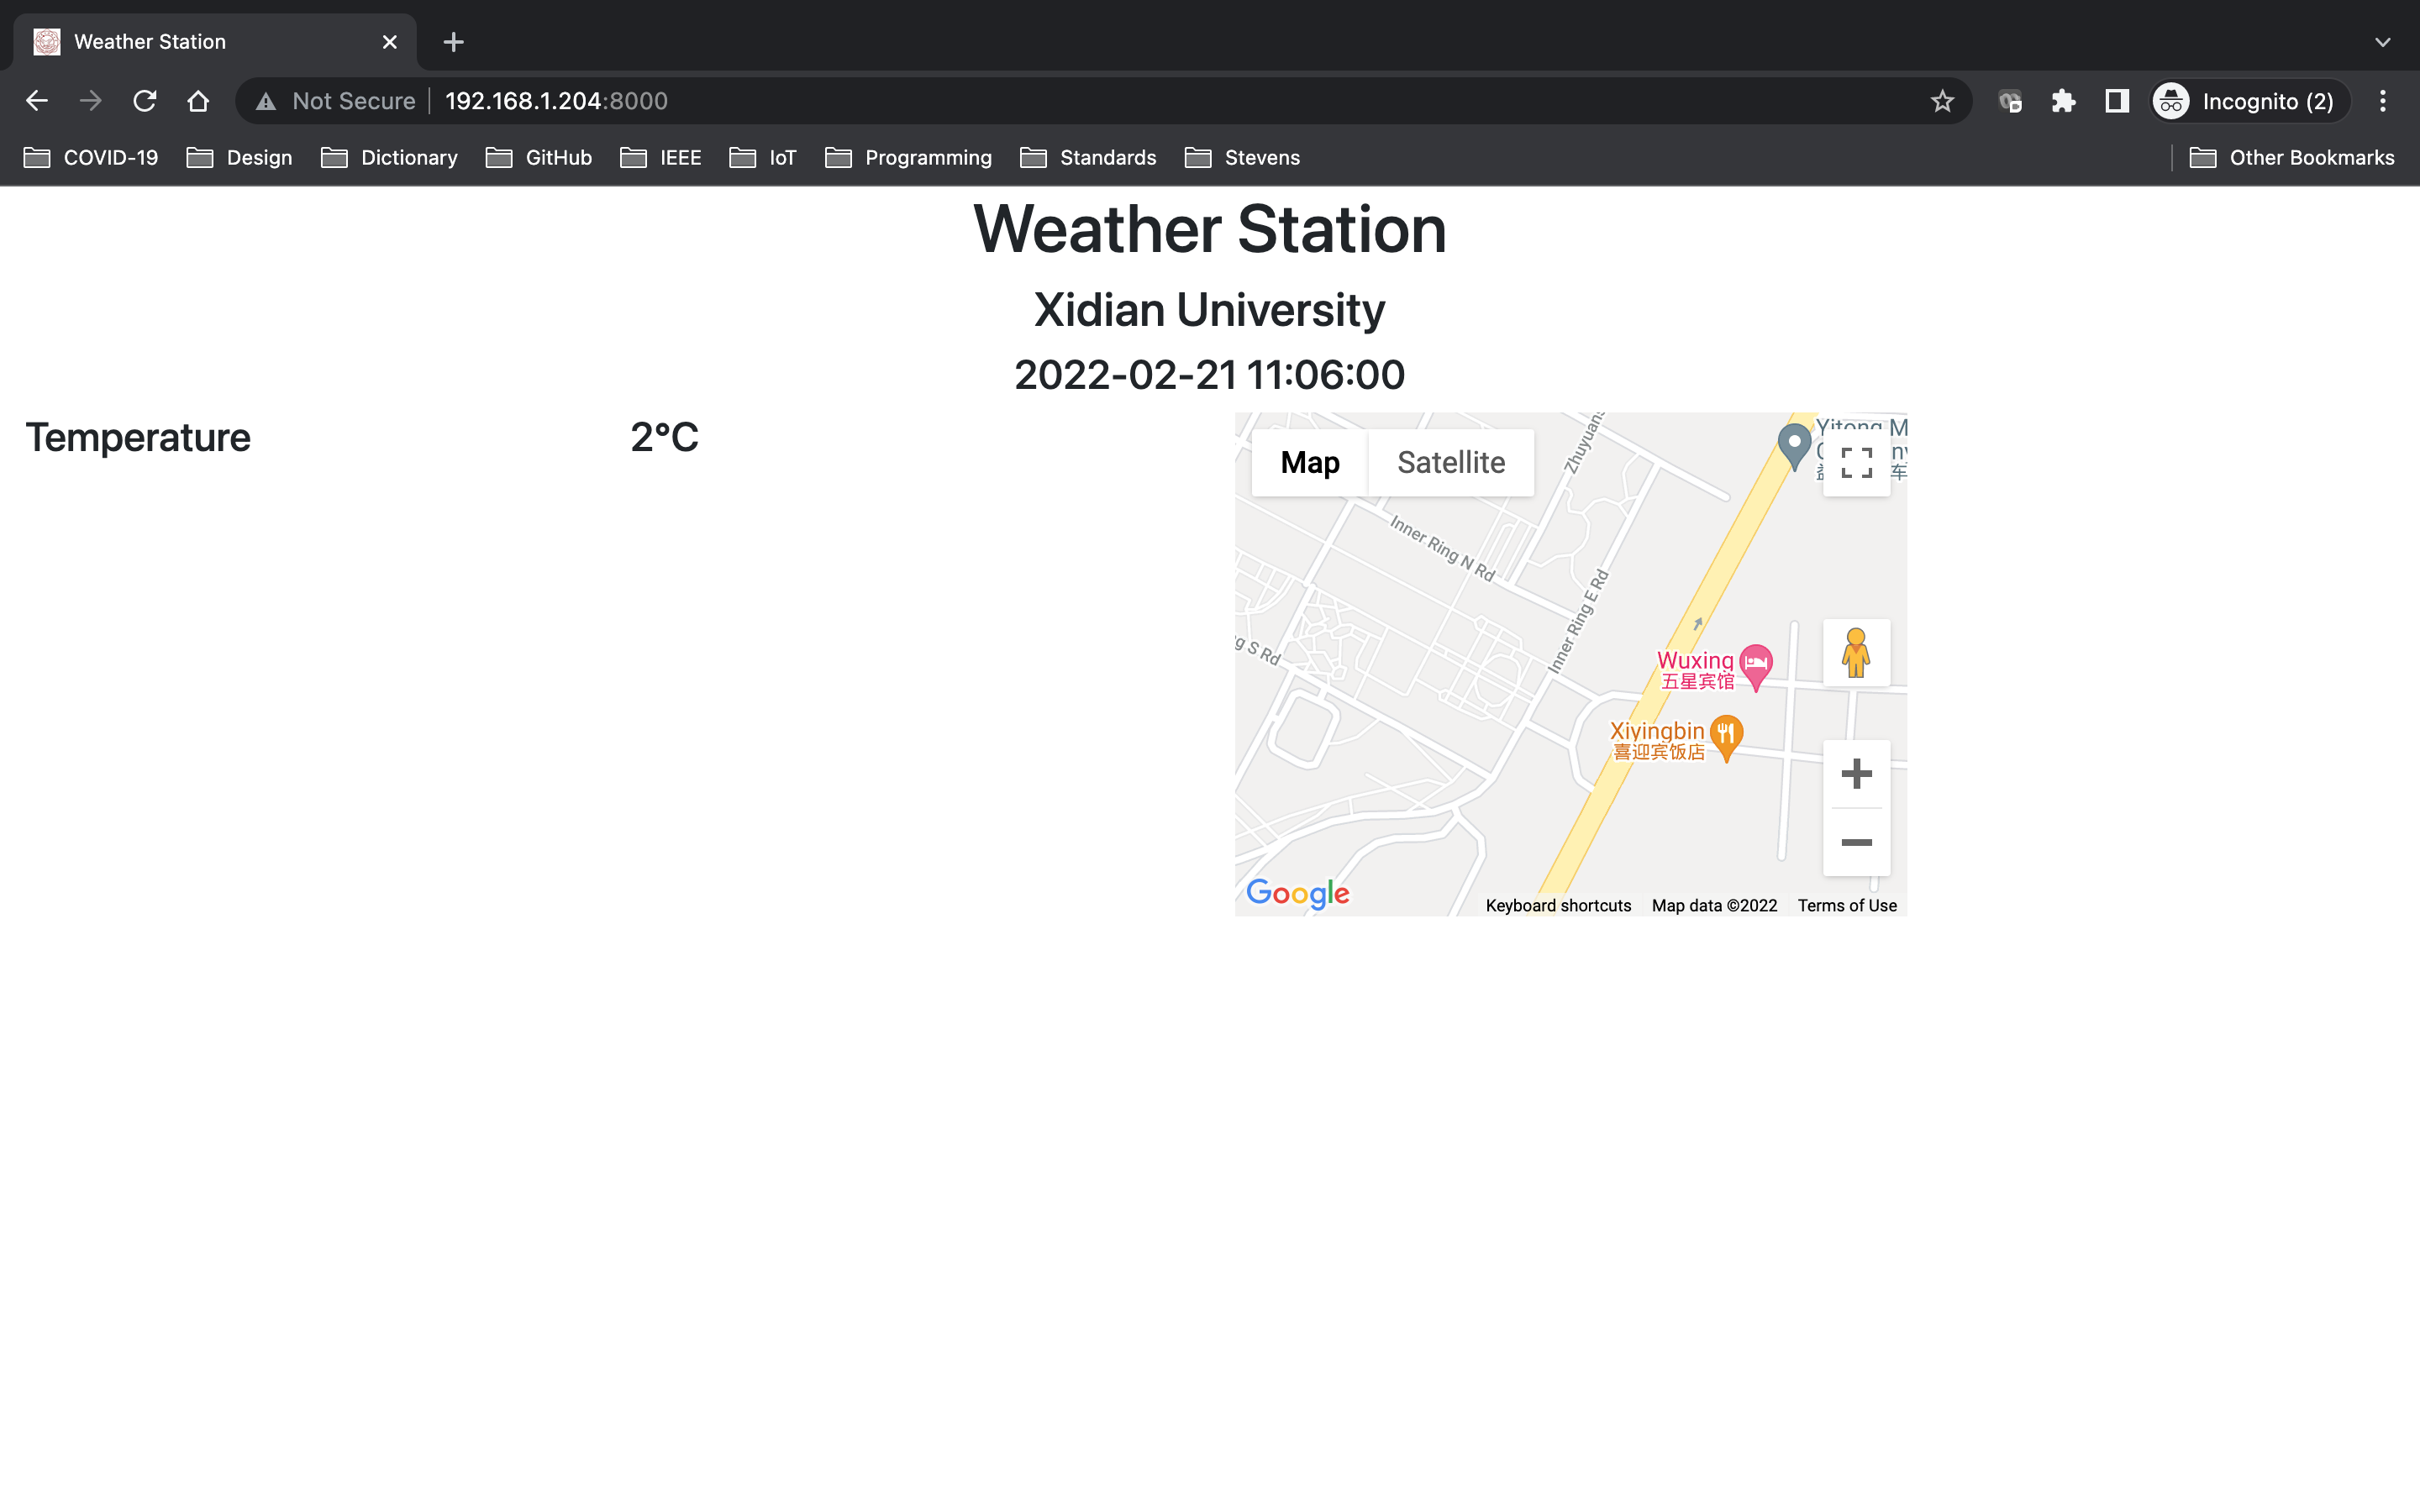 Weather Station
Not Secure
192.168.1.204:8000
Incognito (2)
COVID-19
Design
Dictionary
GitHub
IEEE
IoT
Programming
Standards
Stevens
Other Bookmarks
Weather Station
Xidian University
2022-02-21 11:06:00
Temperature
2°C
Map
Satellite
Inner Ring N Rd
Inner Ring E Rd
S Rd
Wuxing
五星宾馆
Xiyingbin
喜迎宾饭店
Google
Keyboard shortcuts
Map data ©2022
Terms of Use